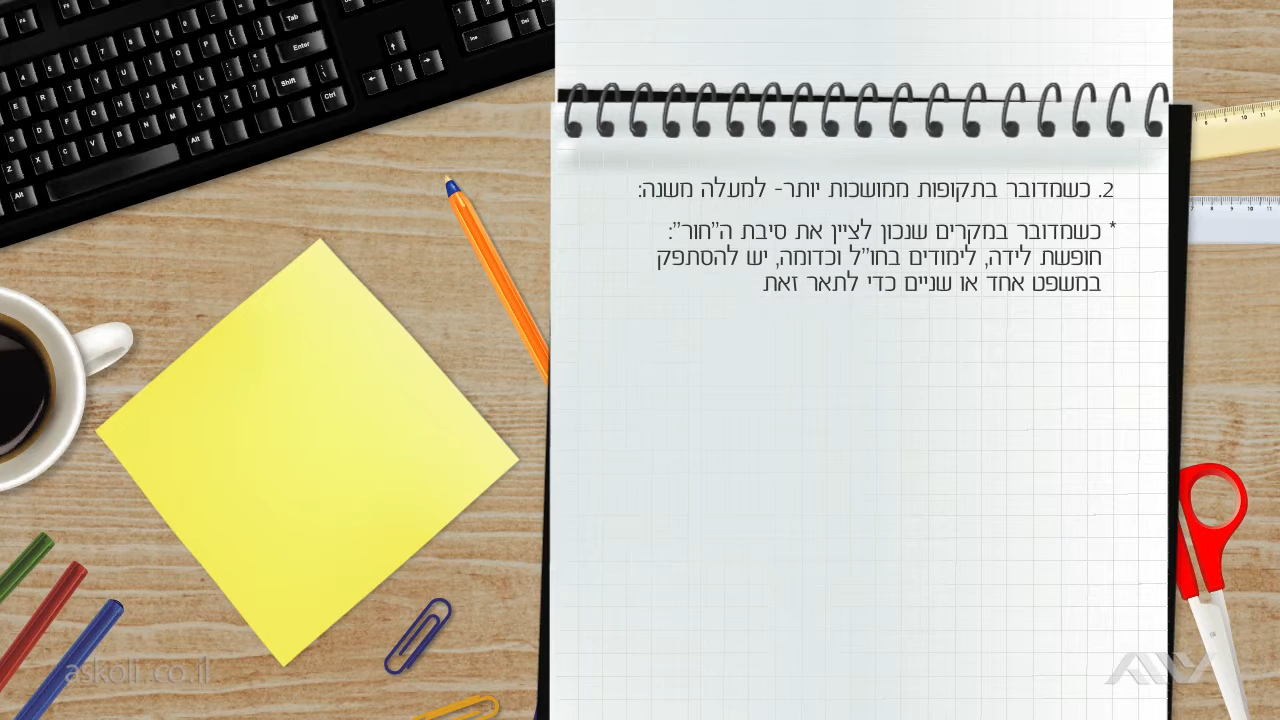 2. כשמדובר בתקופות ממושכות יותר- למעלה משנה:
* כשמדובר במקרים שנכון לציין את סיבת ה"חור":
חופשת לידה, לימודים בחו"ל וכדומה, יש להסתפק
במשפט אחד או שניים כדי לתאר זאת
askoli.co.il